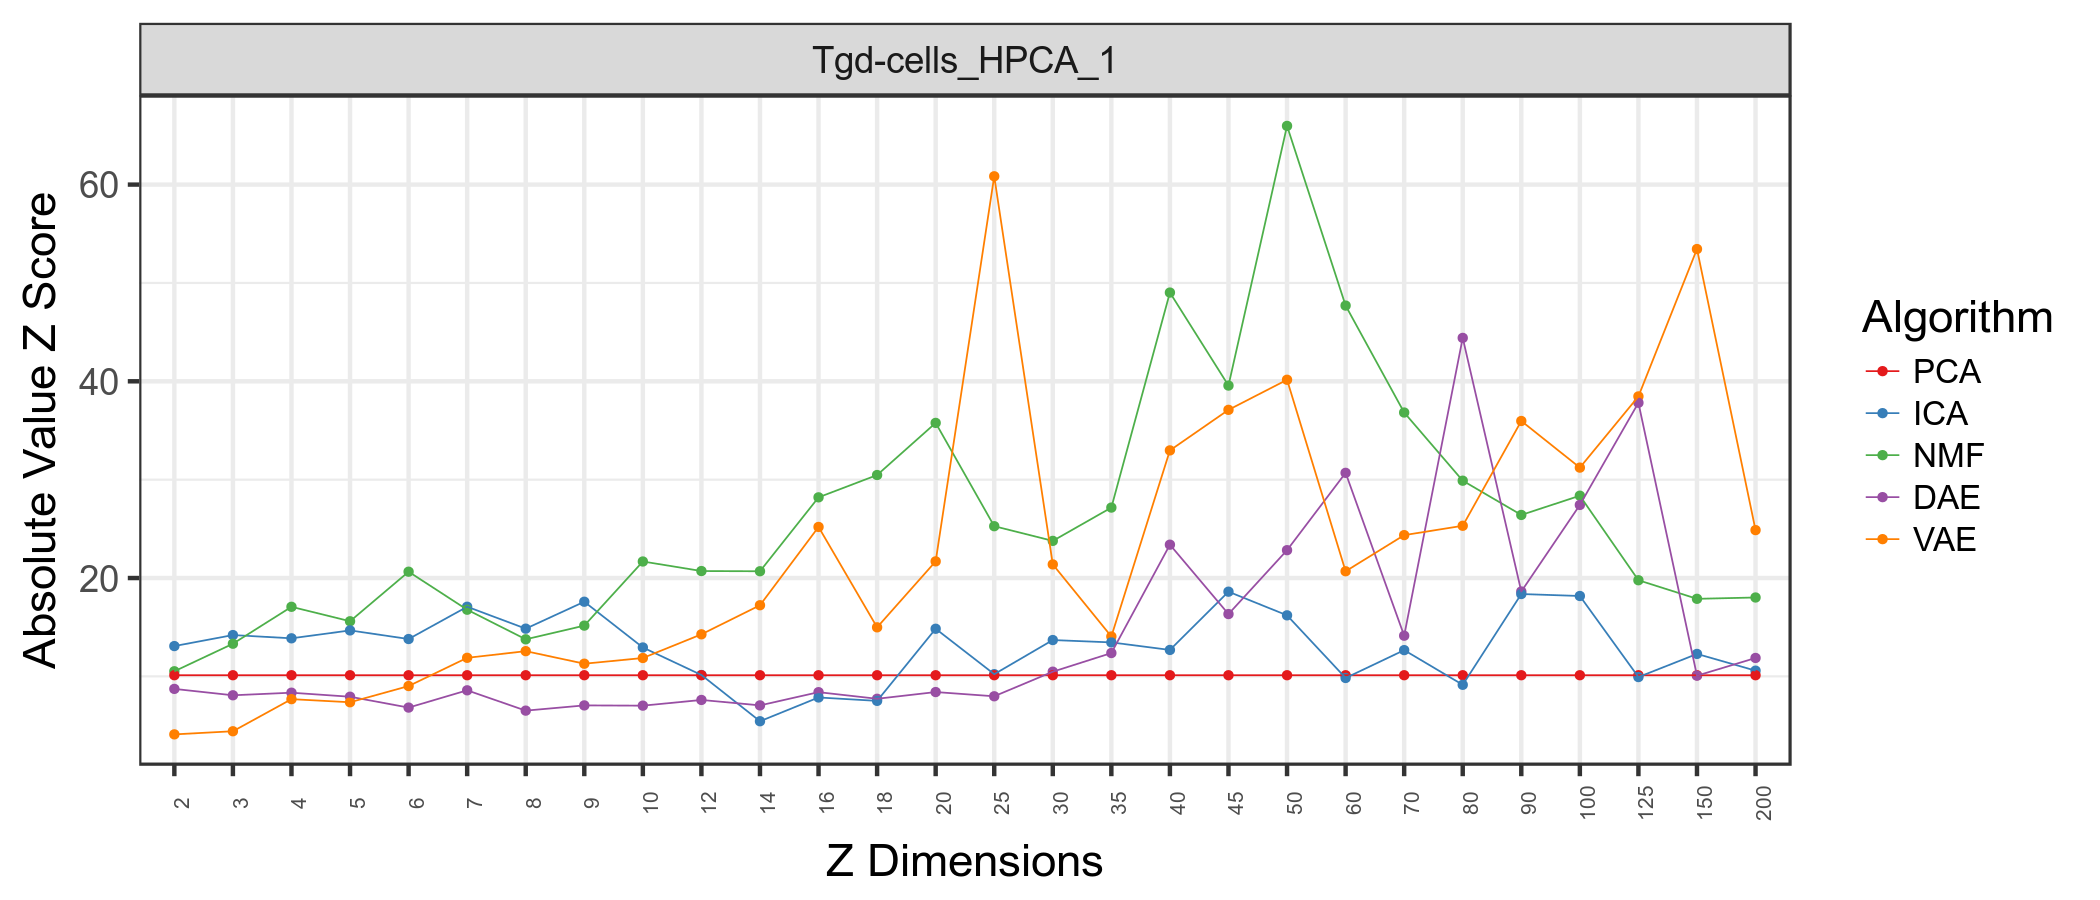 Tgd-cells_HPCA_1
Absolute Value Z Score
60
40
20
2 3 4 5 6 7 8 9 10 12 14 16 18 20 25 30 35 40 45 50 60 70 80 90 100 125 150 200
Z Dimensions
Algorithm
PCA
ICA
NMF
DAE
VAE